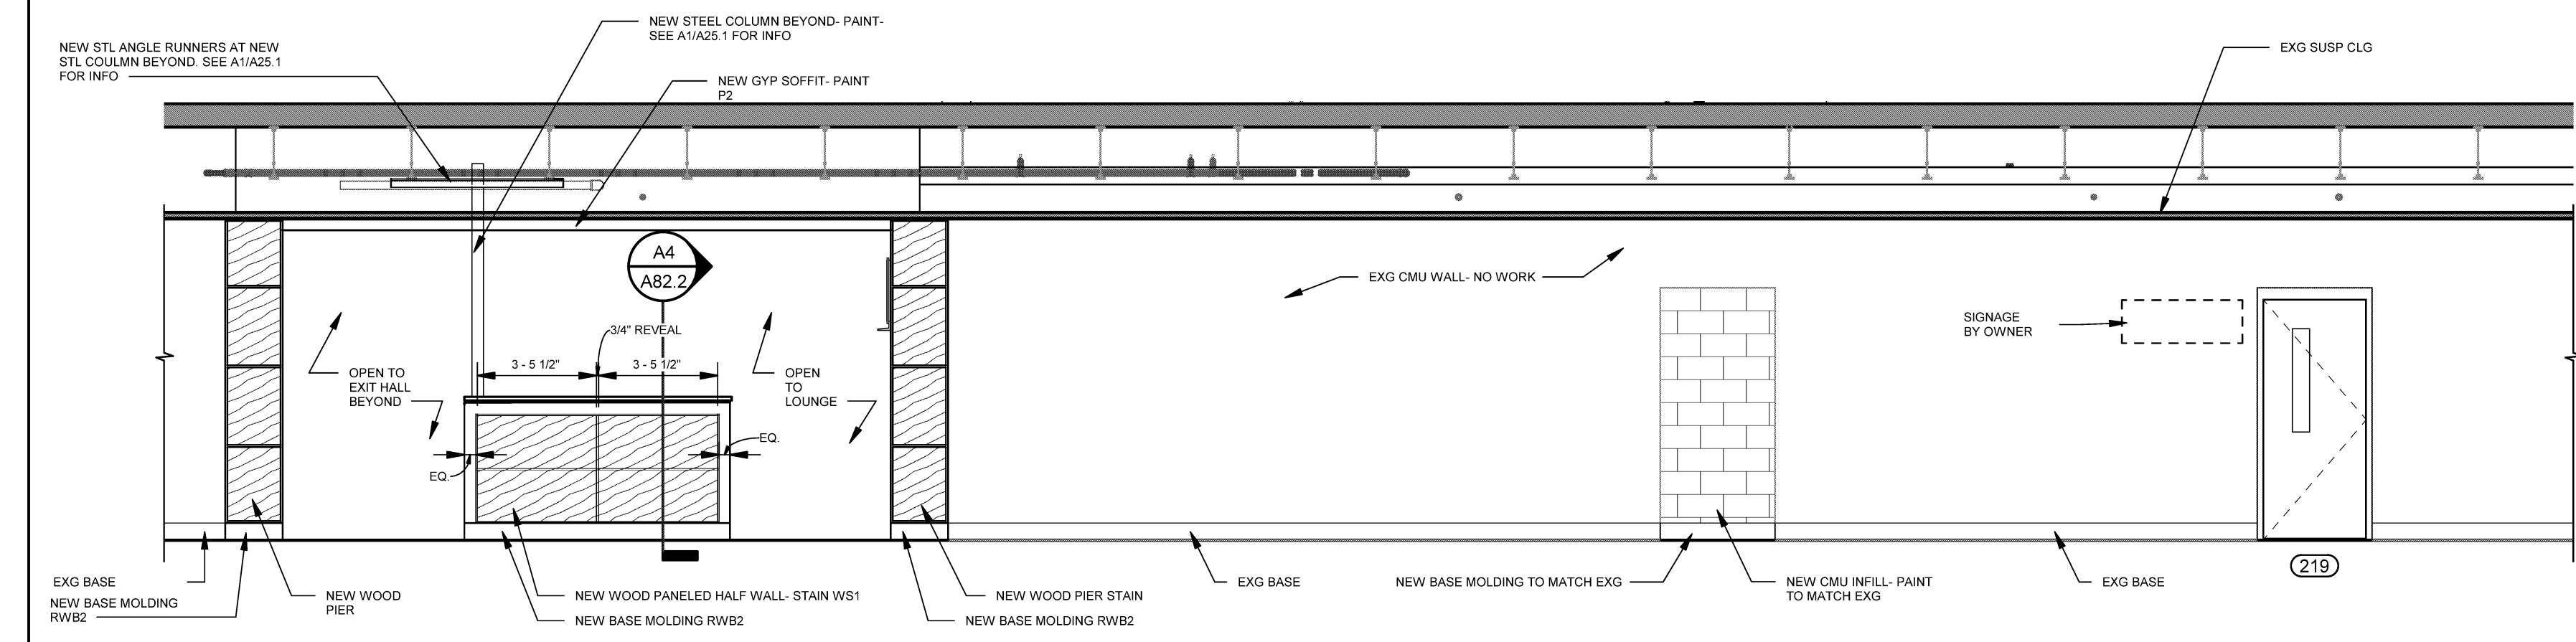 NEW STEEL COLUMN BEYOND- PAINT-
SEE A1/A25.1 FOR INFO
NEW STL ANGLE RUNNERS AT NEW
STL COULMN BEYOND. SEE A1/A25.1
FOR INFO
NEW GYP SOFFIT- PAINT
P2
EXG SUSP CLG
A4
A82.2
EXG CMU WALL- NO WORK
SIGNAGE
BY OWNER
3/4" REVEAL
3 - 5 1/2"
3 - 5 1/2"
OPEN TO
EXIT HALL
BEYOND
OPEN
TO
LOUNGE
EQ.
EQ.
EXG BASE
NEW BASE MOLDING
RWB2
NEW WOOD
PIER
NEW WOOD PANELED HALF WALL- STAIN WS1
NEW BASE MOLDING RWB2
NEW WOOD PIER STAIN
NEW BASE MOLDING RWB2
EXG BASE
NEW BASE MOLDING TO MATCH EXG
NEW CMU INFILL- PAINT
TO MATCH EXG
EXG BASE
219